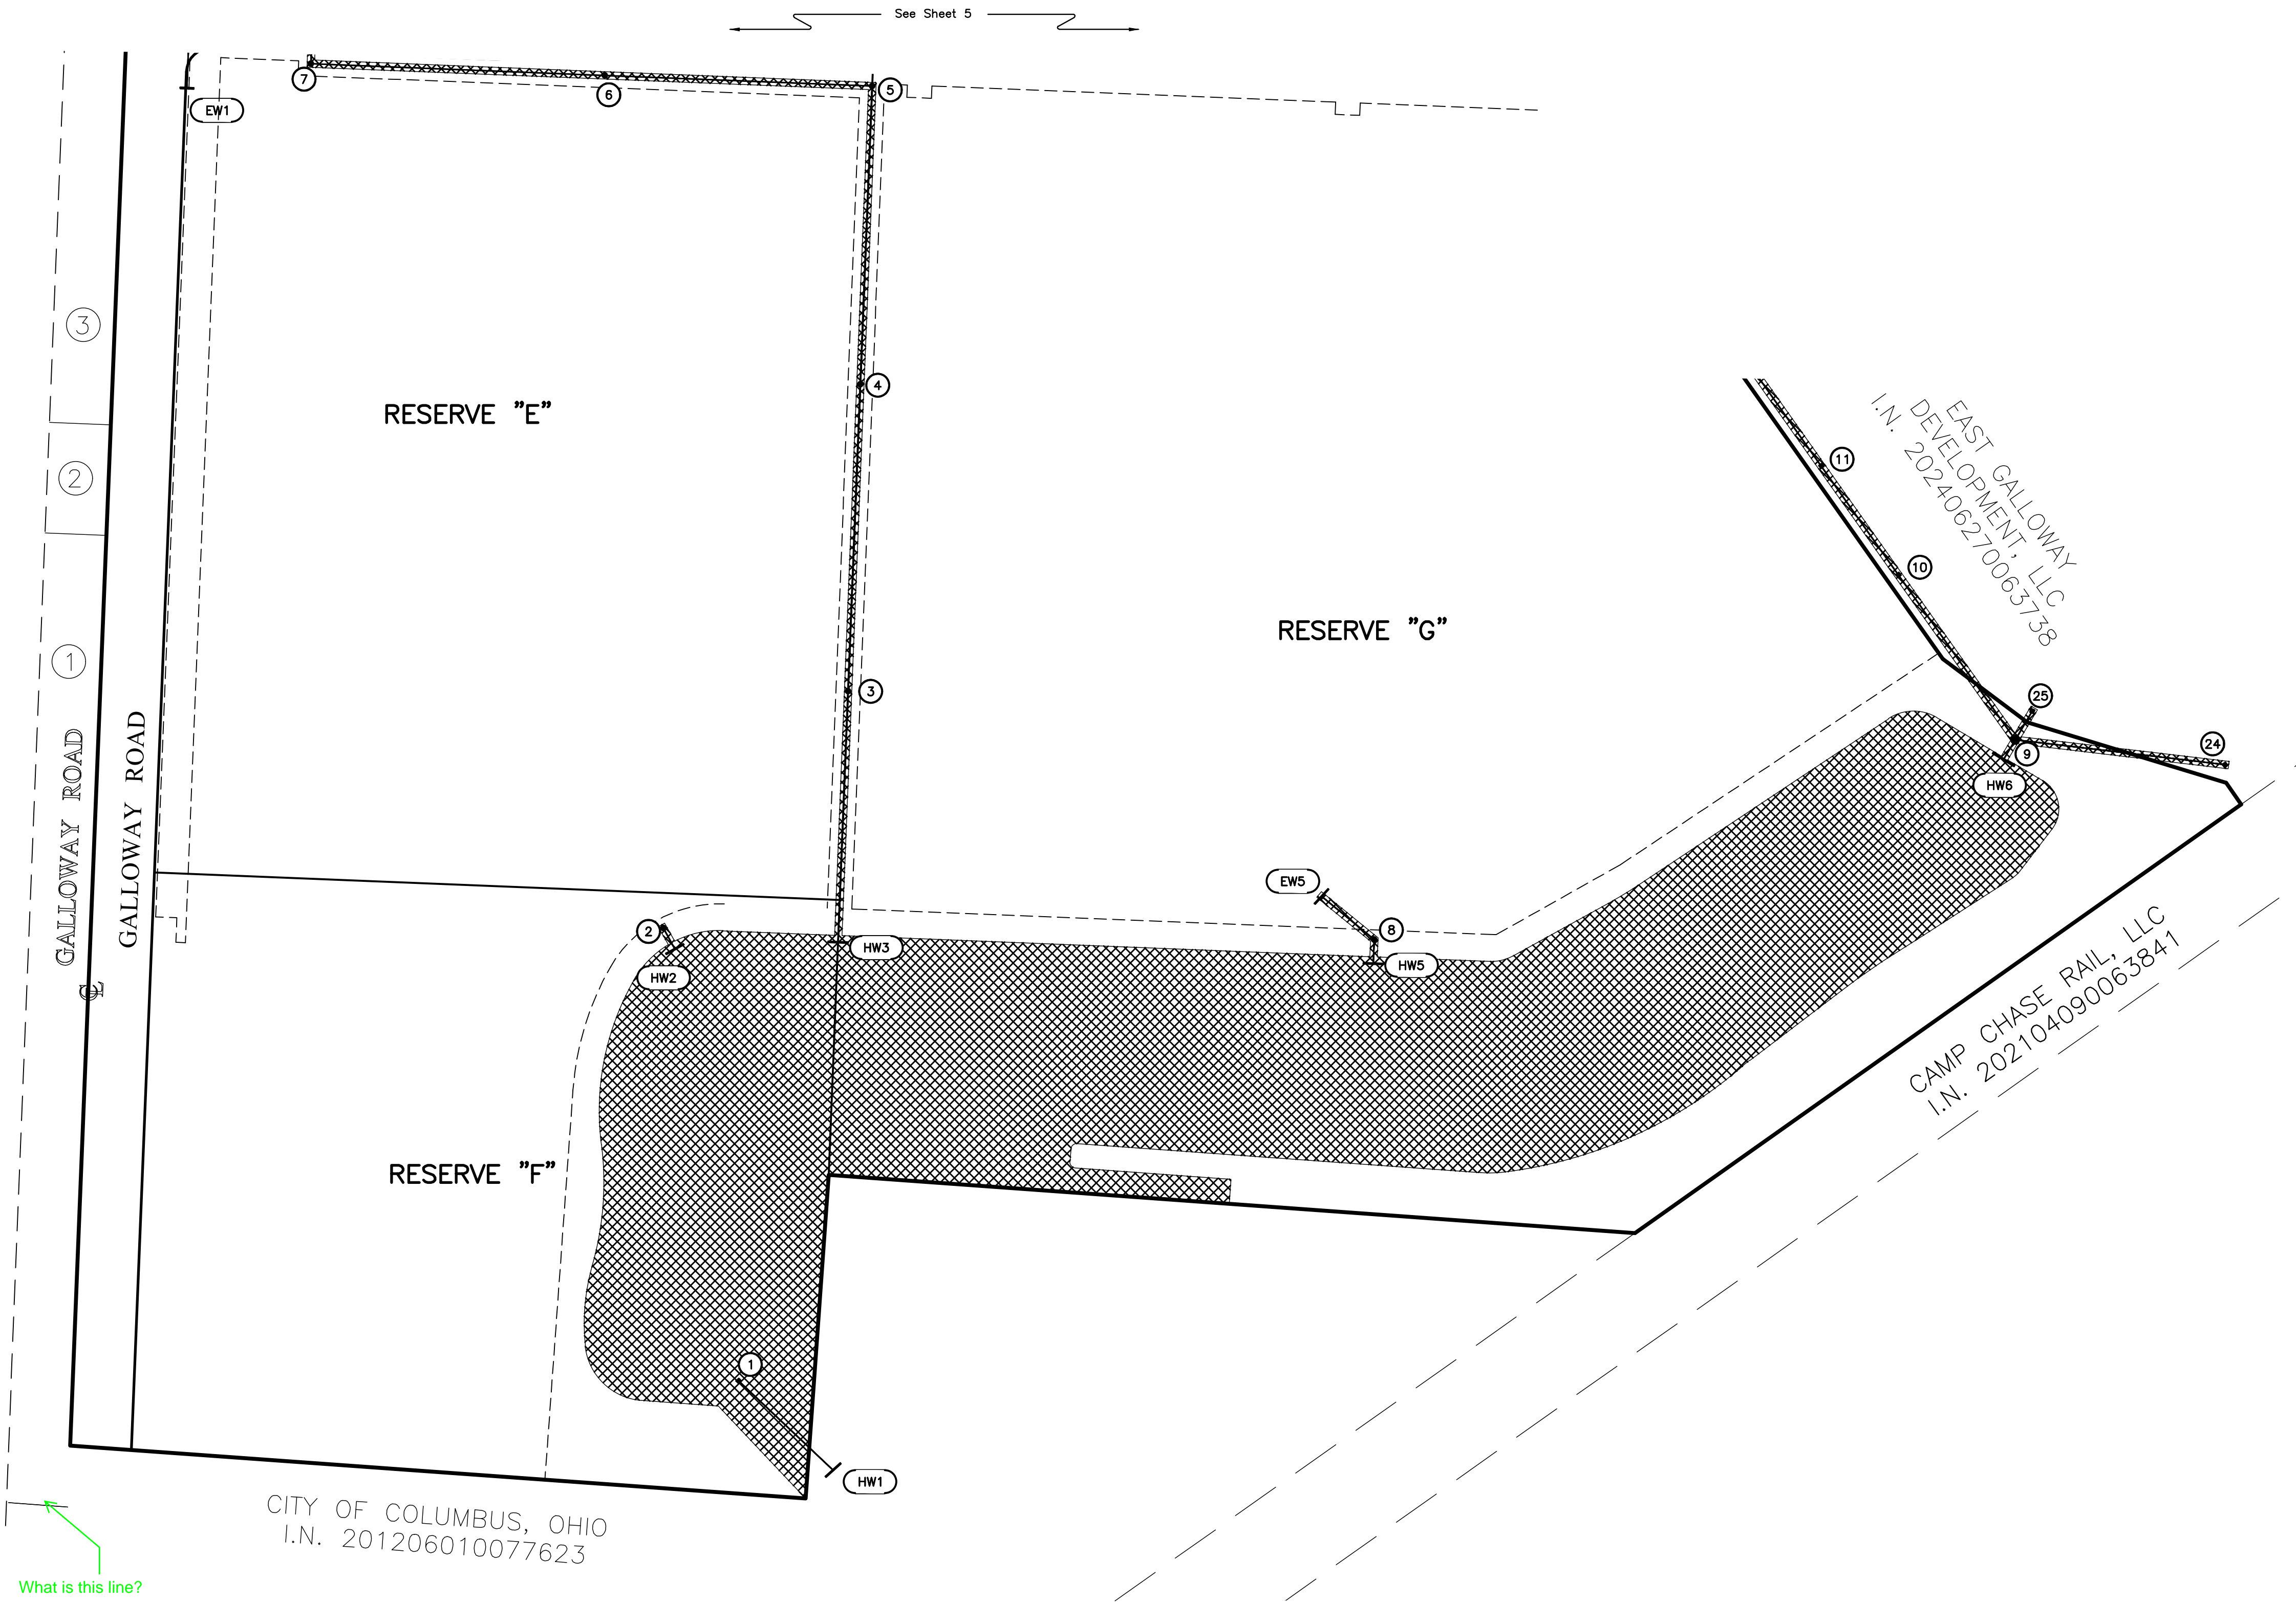 See Sheet 5
7
6
5
EW1
3
4
RESERVE "E"
EAST GALLOWAY
DEVELOPMENT, LLC
I.N. 202406270063738
11
2
10
RESERVE "G"
1
3
25
GALLOWAY ROAD
GALLOWAY ROAD
24
9
HW6
EW5
2
8
HW3
HW5
HW2
℄
CAMP CHASE RAIL, LLC
I.N. 202104090063841
RESERVE "F"
1
HW1
CITY OF COLUMBUS, OHIO
I.N. 201206010077623
What is this line?